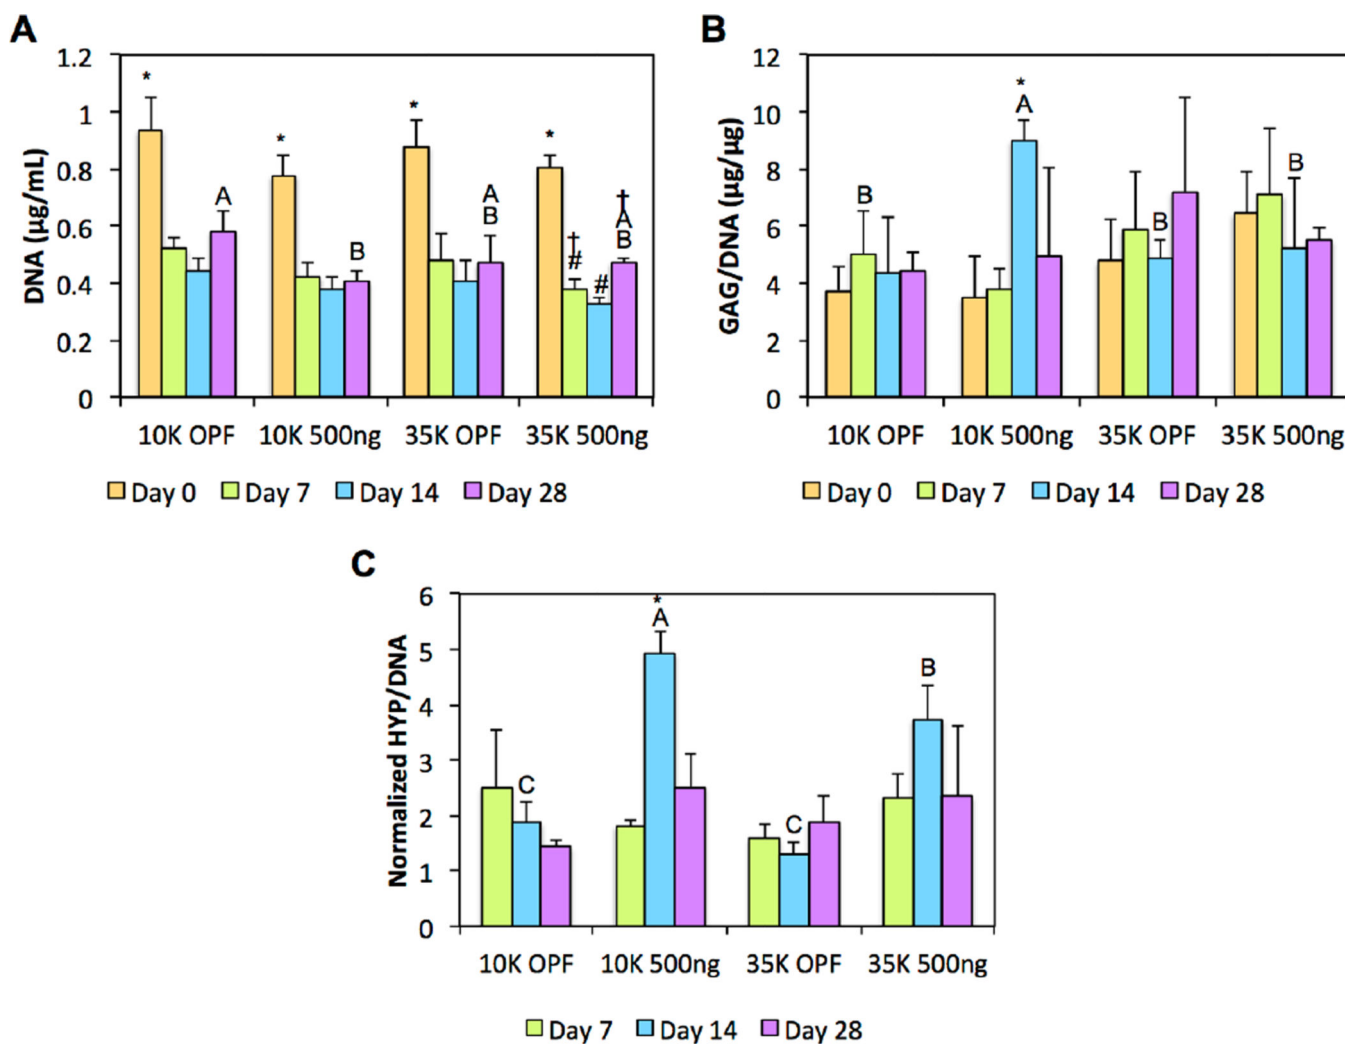 A
B
DNA (µg/mL)
1.2
1
0.8
0.6
0.4
0.2
0
*
*
*
*
A
B
A
B
†
#
#
†
A
B
10K OPF 10K 500ng 35K OPF 35K 500ng
Day 0 Day 7 Day 14 Day 28
GAG/DNA (µg/µg)
12
10
8
6
4
2
0
B
*
A
B
B
10K OPF 10K 500ng 35K OPF 35K 500ng
Day 0 Day 7 Day 14 Day 28
C
Normalized HYP/DNA
6
5
4
3
2
1
0
C
*
A
C
B
10K OPF 10K 500ng 35K OPF 35K 500ng
Day 7 Day 14 Day 28